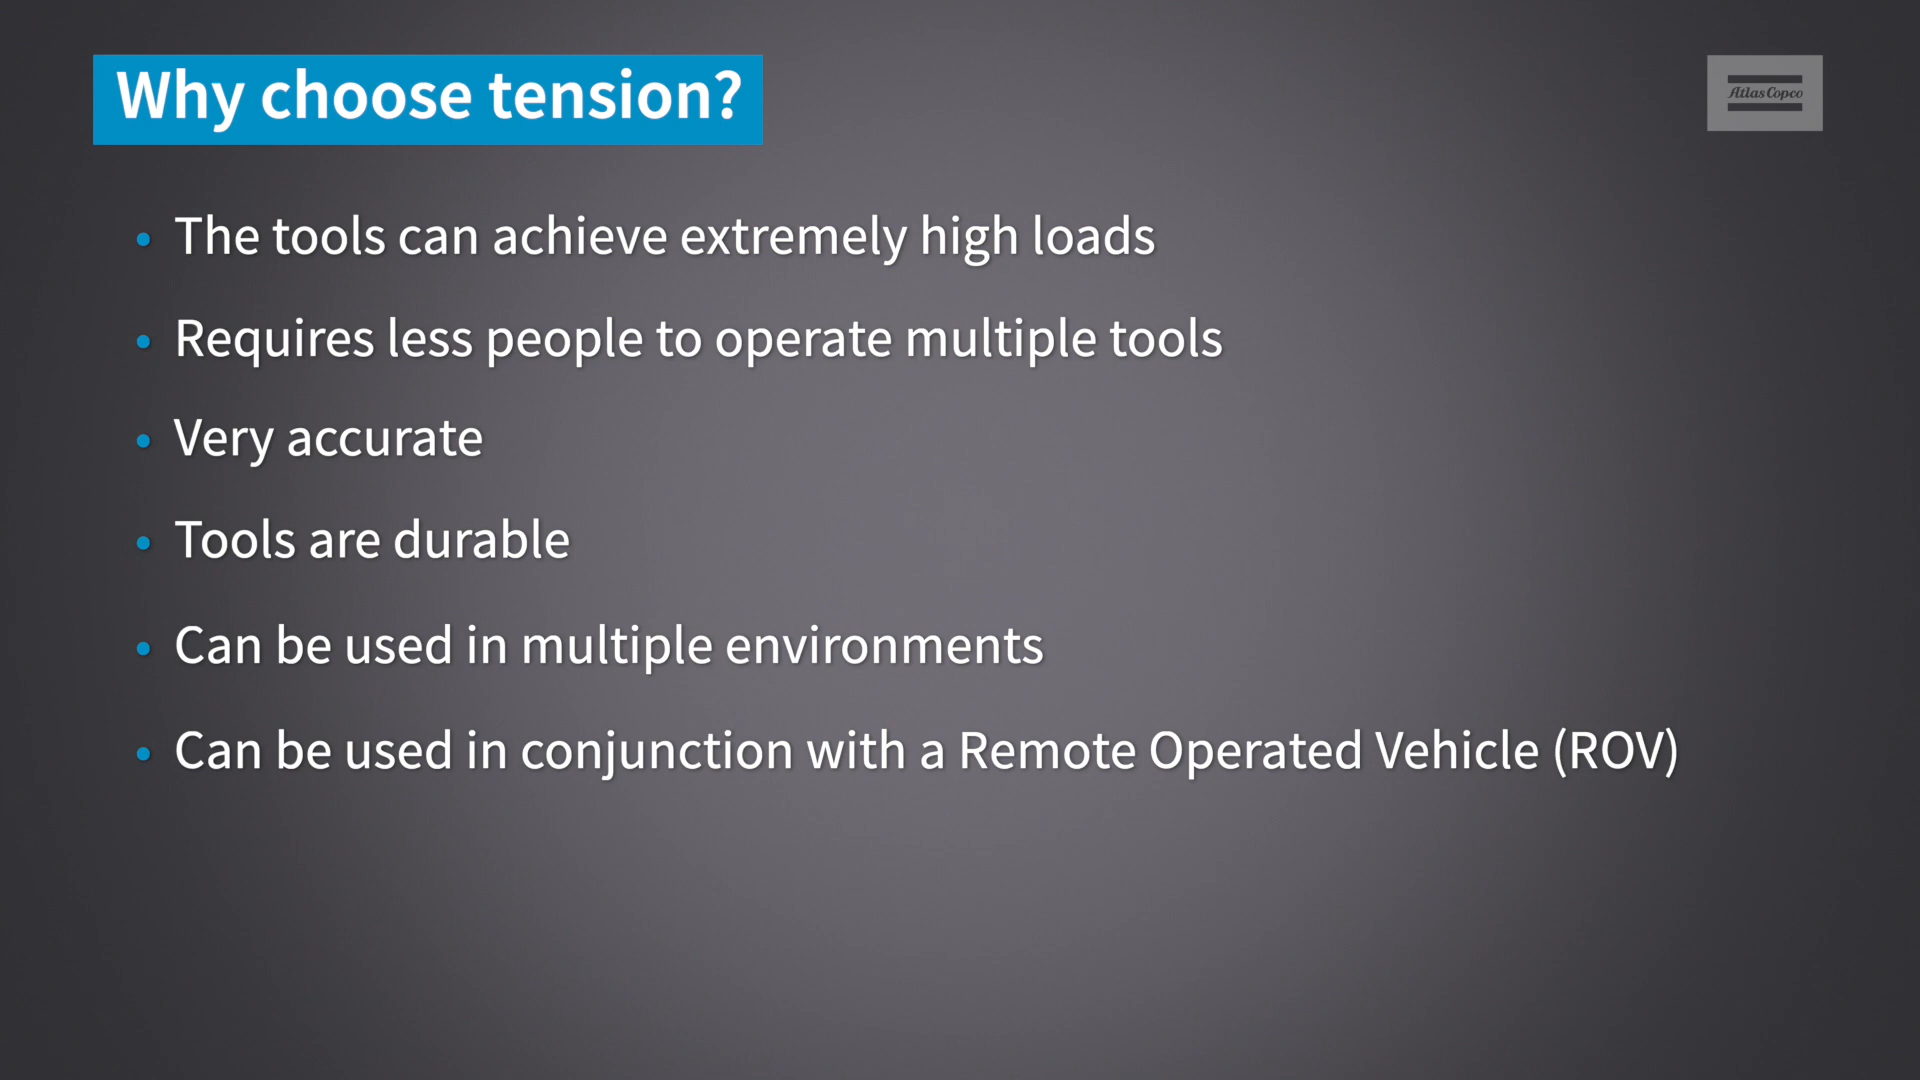 Why choose tension?
Atlas Copco
• The tools can achieve extremely high loads
• Requires less people to operate multiple tools
• Very accurate
• Tools are durable
• Can be used in multiple environments
• Can be used in conjunction with a Remote Operated Vehicle (ROV)